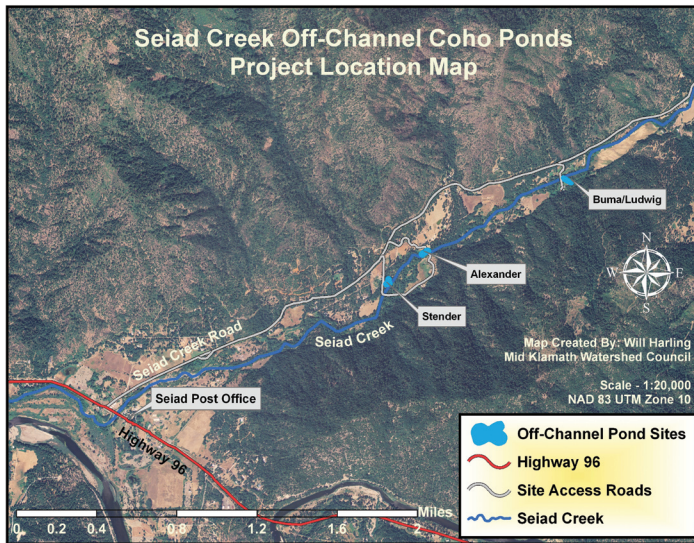 Seiad Creek Off-Channel Coho Ponds
Project Location Map
Buma/Ludwig
N
W E
S
Alexander
Stender
Seiad Creek Road
Seiad Creek
Map Created By: Will Harling
Mid Klamath Watershed Council
Scale - 1:20,000
NAD 83 UTM Zone 10
Seiad Post Office
Highway 96
Off-Channel Pond Sites
Highway 96
Site Access Roads
Seiad Creek
Miles
0 0.2 0.4 0.8 1.2 1.6 2